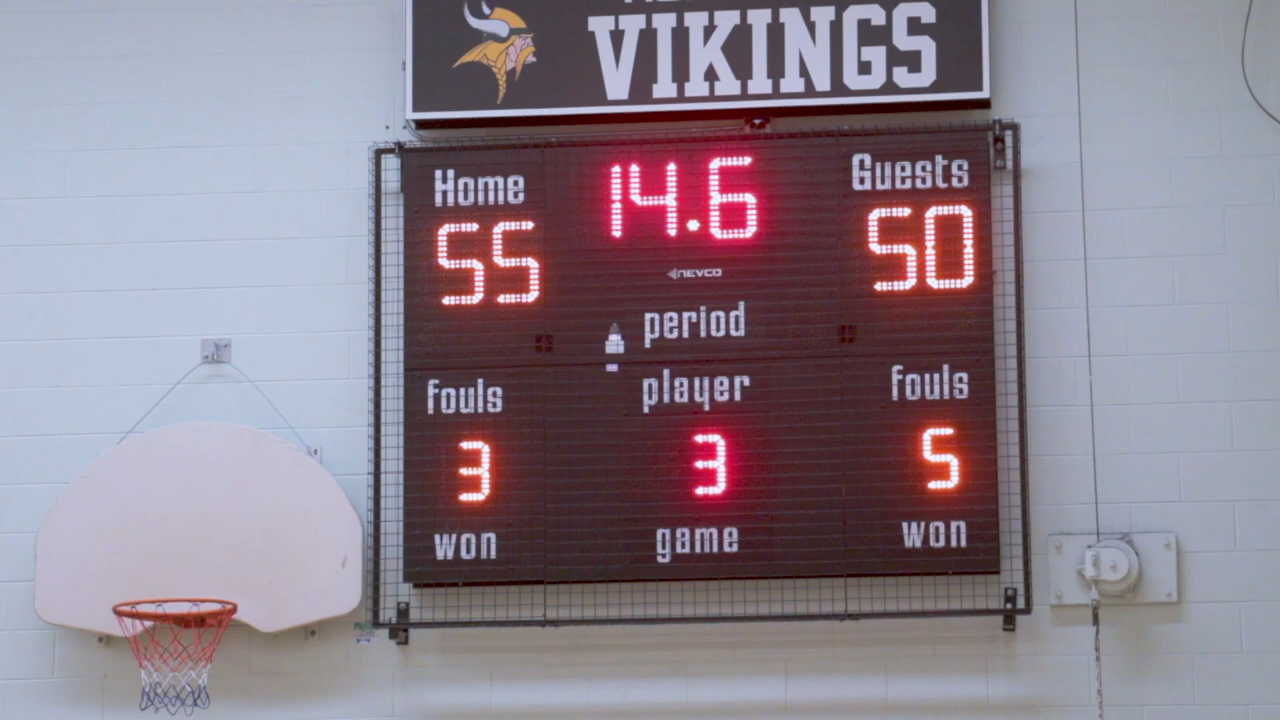 VIKINGS
Home 14.6 Guests
55 50
NEVCO
period
fouls player fouls
3 3 5
won game won